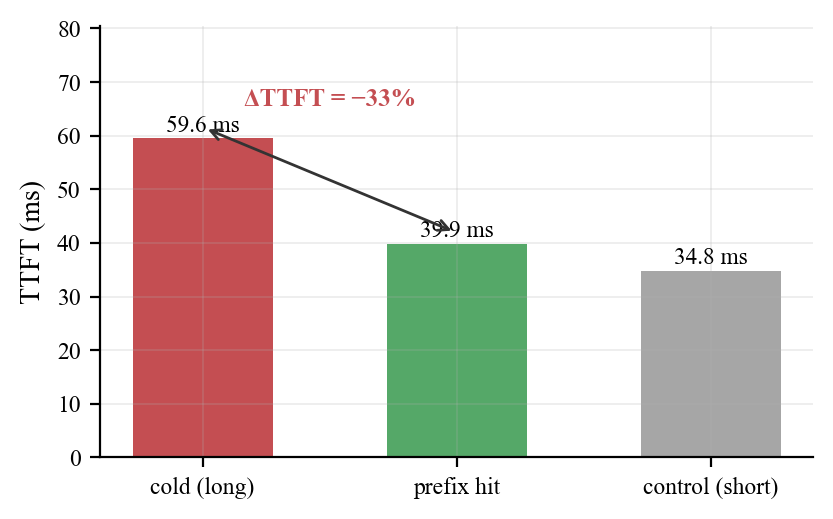 80
70
60
50
40
30
20
10
0
TTFT (ms)
ΔTTFT = −33%
59.6 ms
39.9 ms
34.8 ms
cold (long)
prefix hit
control (short)